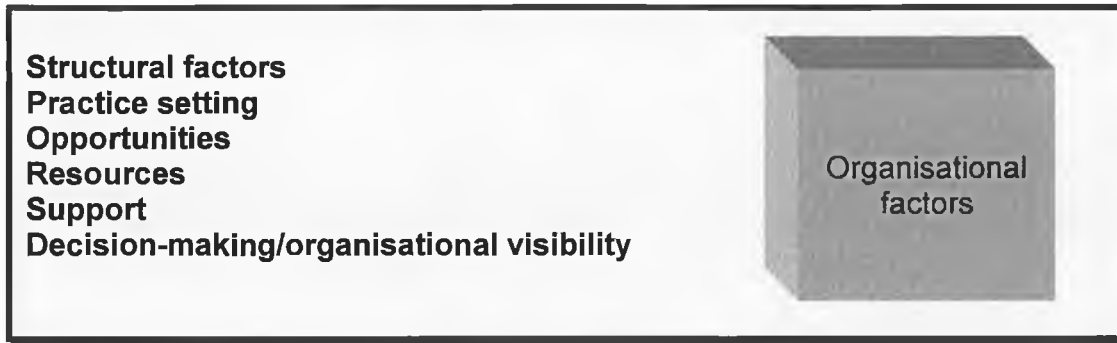 Structural factors
Practice setting
Opportunities
Resources
Support
Decision-making/organisational visibility
Organisational
factors